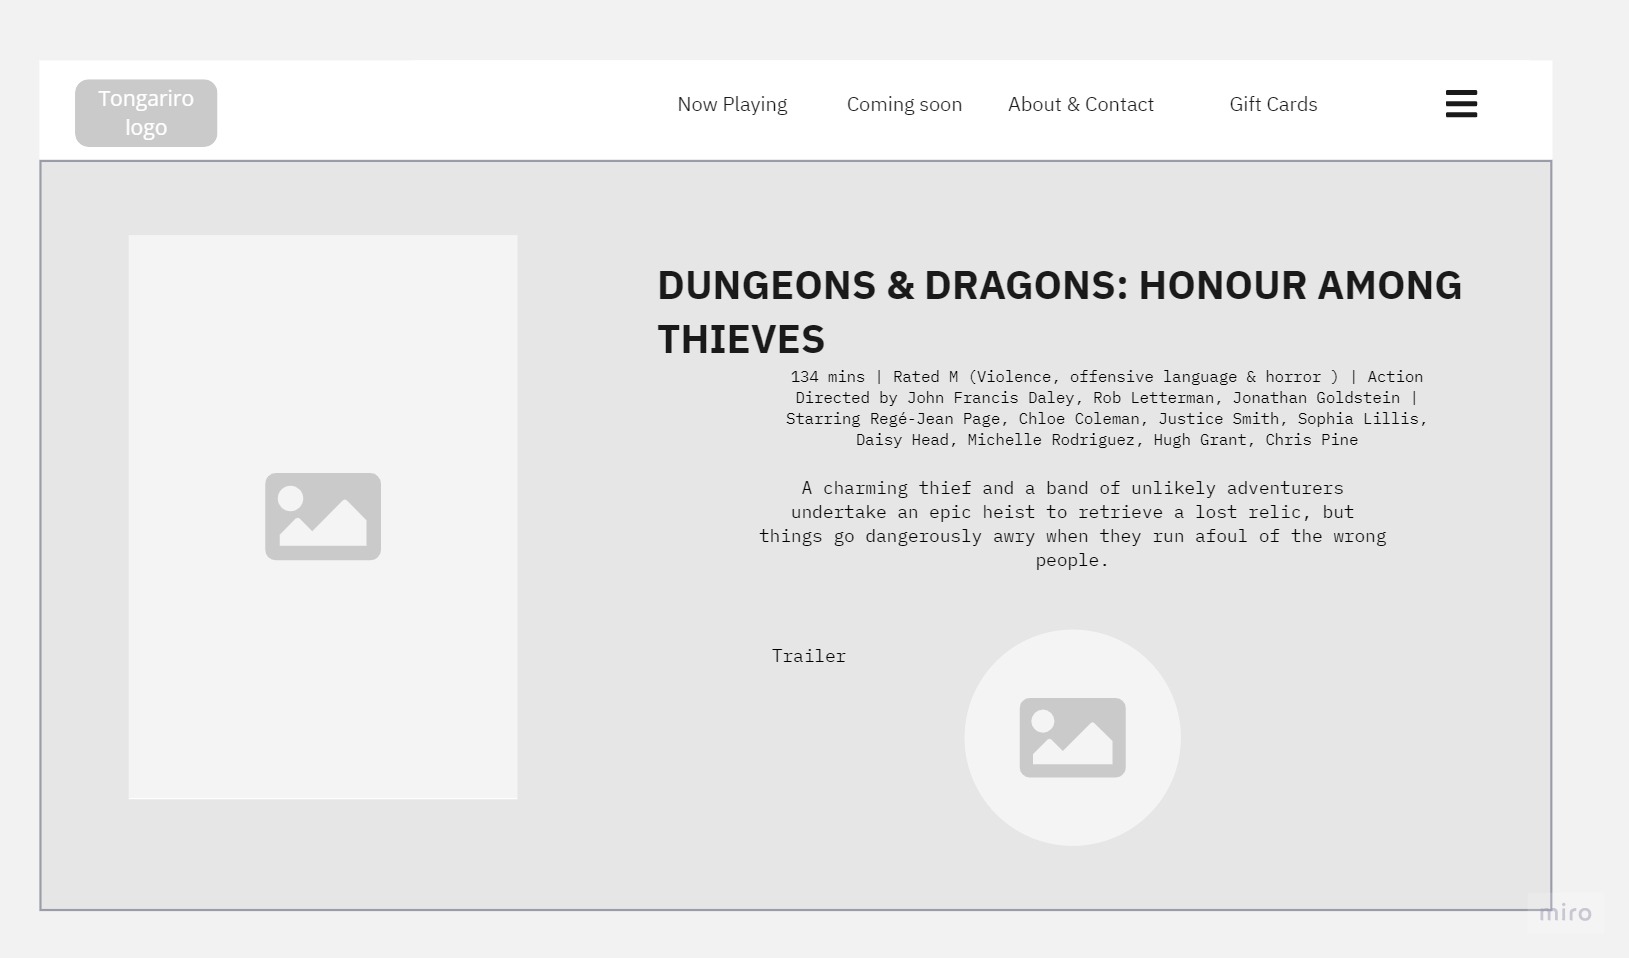 Tongariro
logo
Now Playing
Coming soon
About & Contact
Gift Cards
DUNGEONS & DRAGONS: HONOUR AMONG
THIEVES
134 mins | Rated M (Violence, offensive language & horror ) | Action
Directed by John Francis Daley, Rob Letterman, Jonathan Goldstein |
Starring Regé-Jean Page, Chloe Coleman, Justice Smith, Sophia Lillis,
Daisy Head, Michelle Rodriguez, Hugh Grant, Chris Pine
A charming thief and a band of unlikely adventurers
undertake an epic heist to retrieve a lost relic, but
things go dangerously awry when they run afoul of the wrong
people.
Trailer
miro